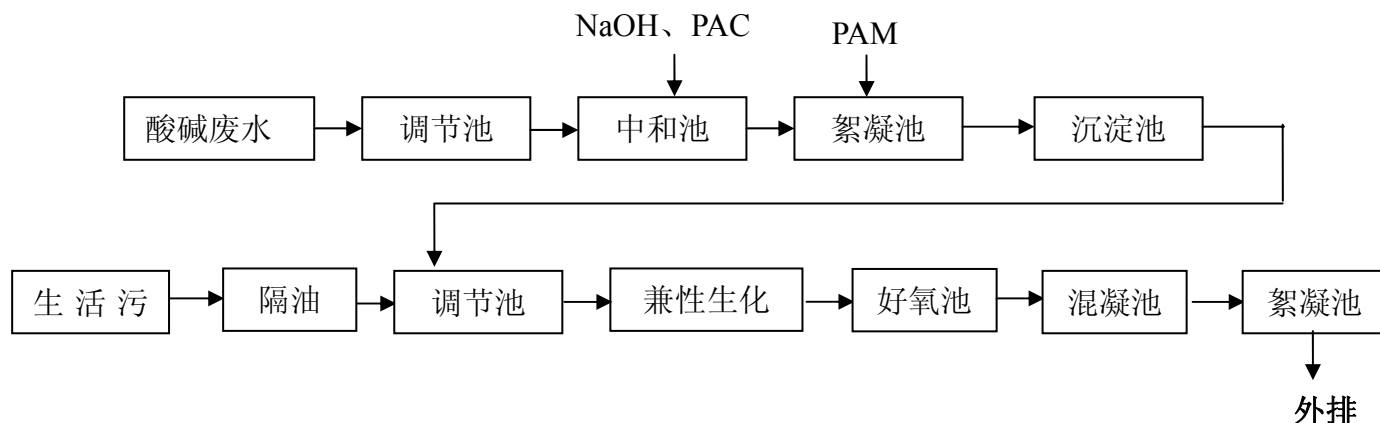 NaOH、PAC
PAM
酸碱废水
调节池
中和池
絮凝池
沉淀池
生活污
隔油
调节池
兼性生化
好氧池
混凝池
絮凝池
外排